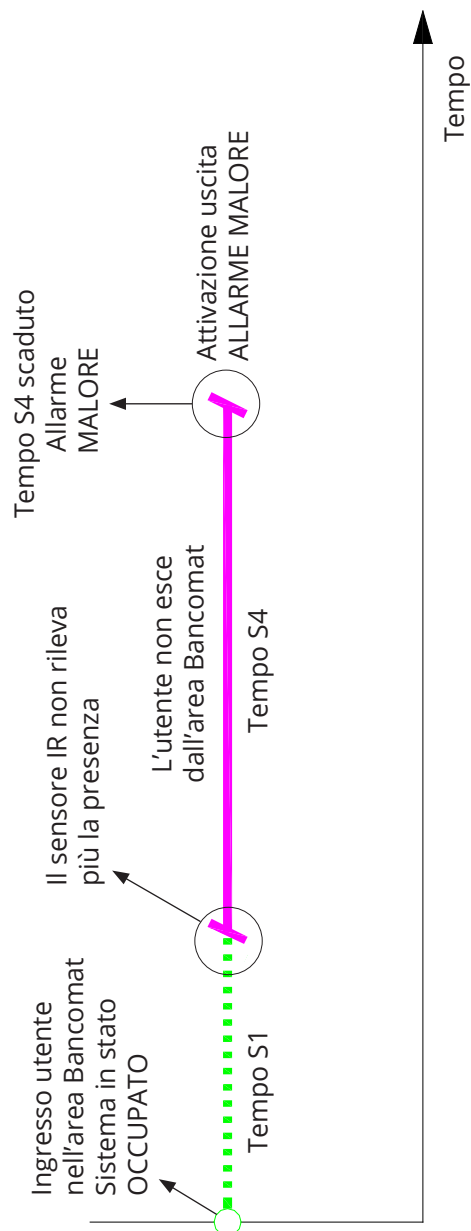 Ingresso utente
nell'area Bancomat
Sistema in stato
OCCUPATO
Tempo S1
Il sensore IR non rileva
più la presenza
L'utente non esce
dall'area Bancomat
Tempo S4
Tempo S4 scaduto
Allarme
MALORE
Attivazione uscita
ALLARME MALORE
Tempo